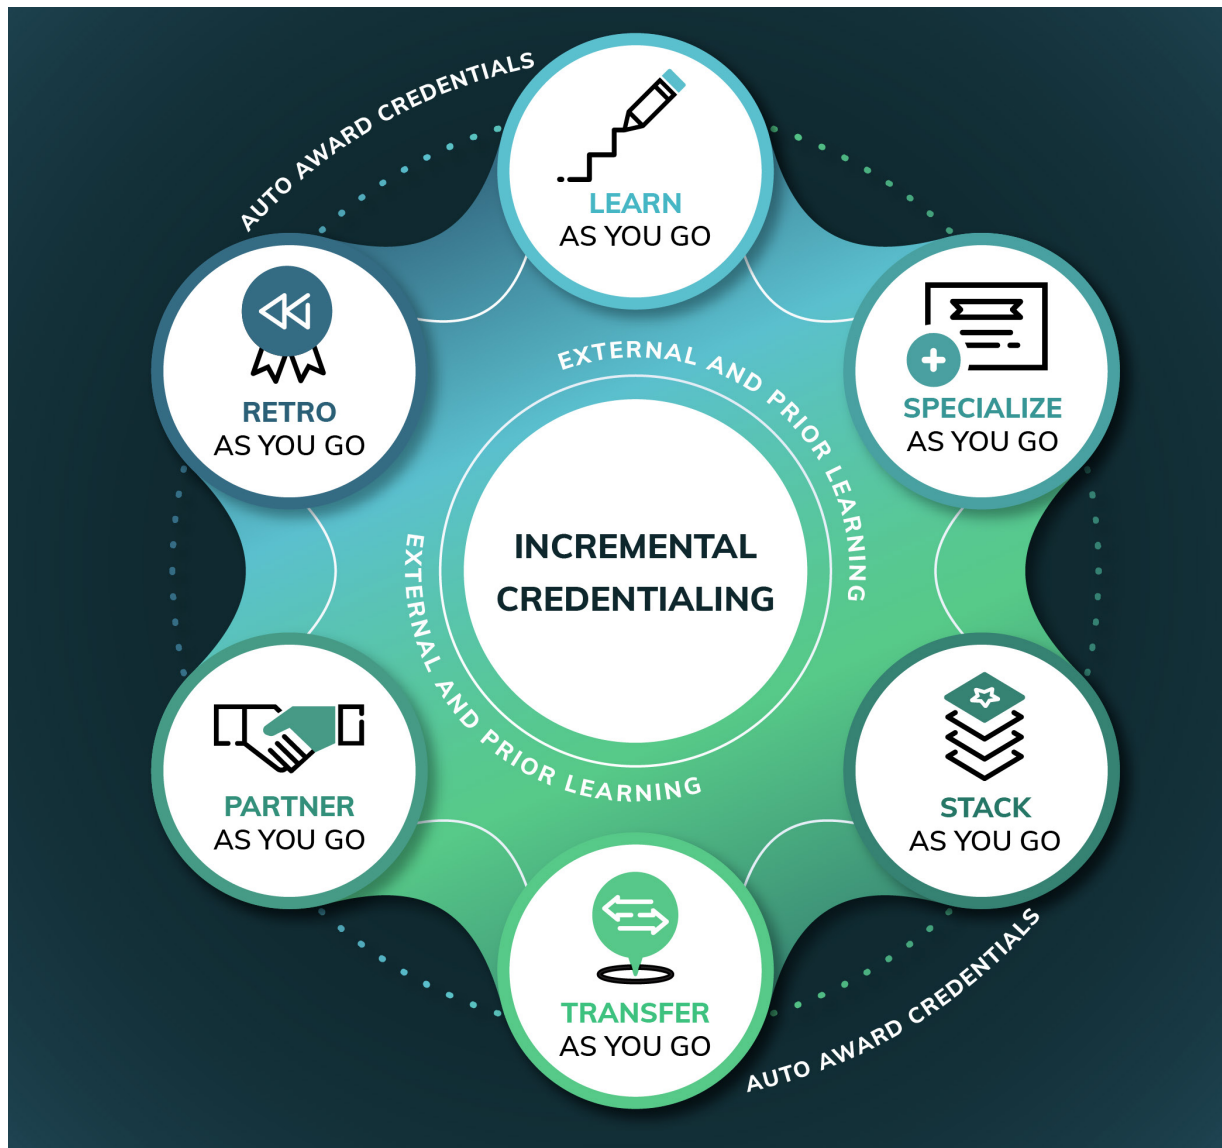 AUTO AWARD CREDENTIALS
LEARN
AS YOU GO
RETRO
AS YOU GO
SPECIALIZE
AS YOU GO
EXTERNAL AND PRIOR LEARNING
INCREMENTAL
CREDENTIALING
EXTERNAL AND PRIOR LEARNING
PARTNER
AS YOU GO
STACK
AS YOU GO
TRANSFER
AS YOU GO
AUTO AWARD CREDENTIALS